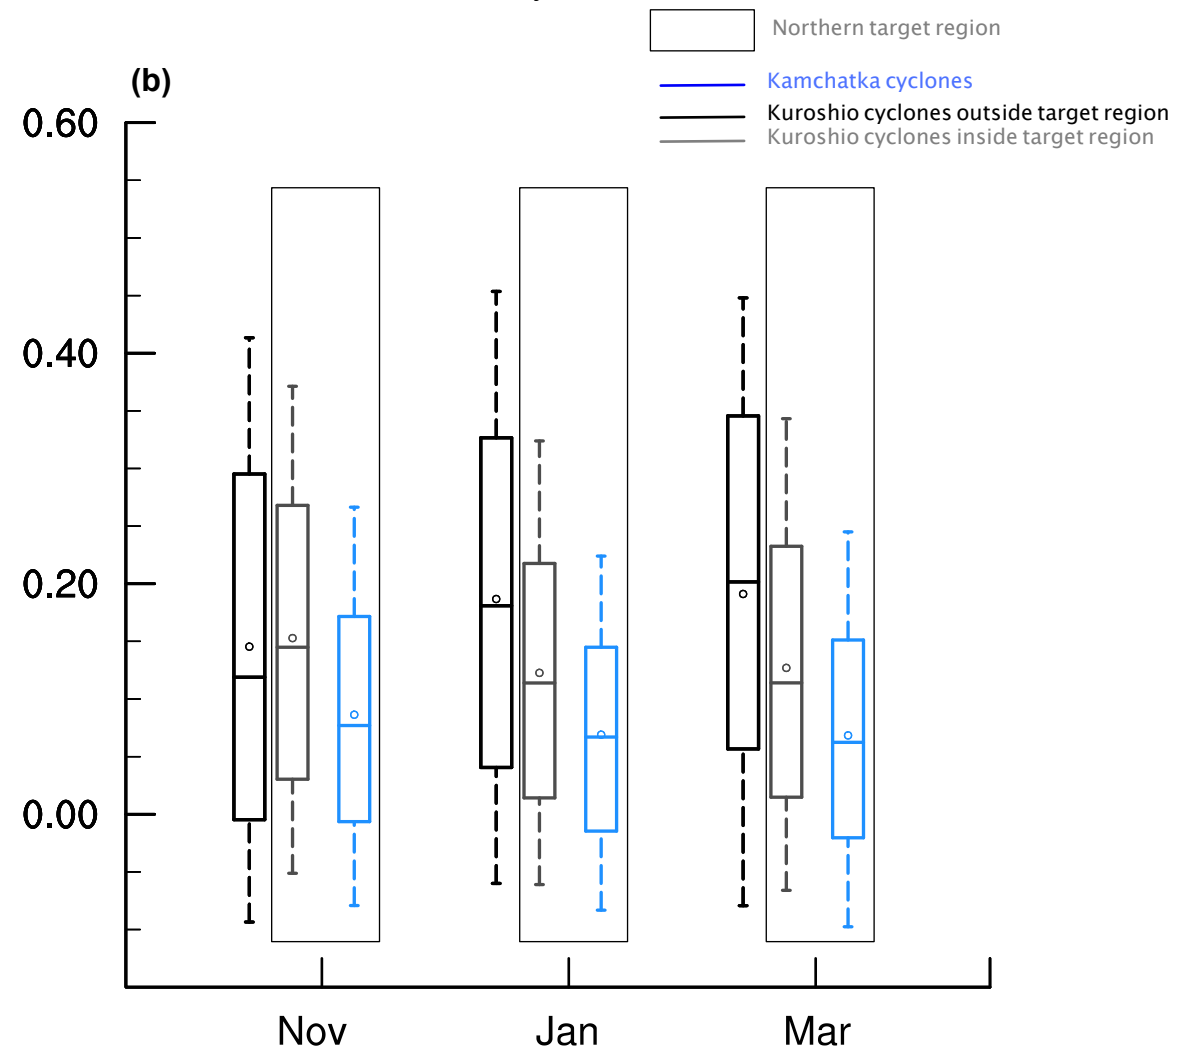 Northern target region
(b)
Kamchatka cyclones
Kuroshio cyclones outside target region
Kuroshio cyclones inside target region
0.60
0.40
0.20
0.00
Nov Jan Mar